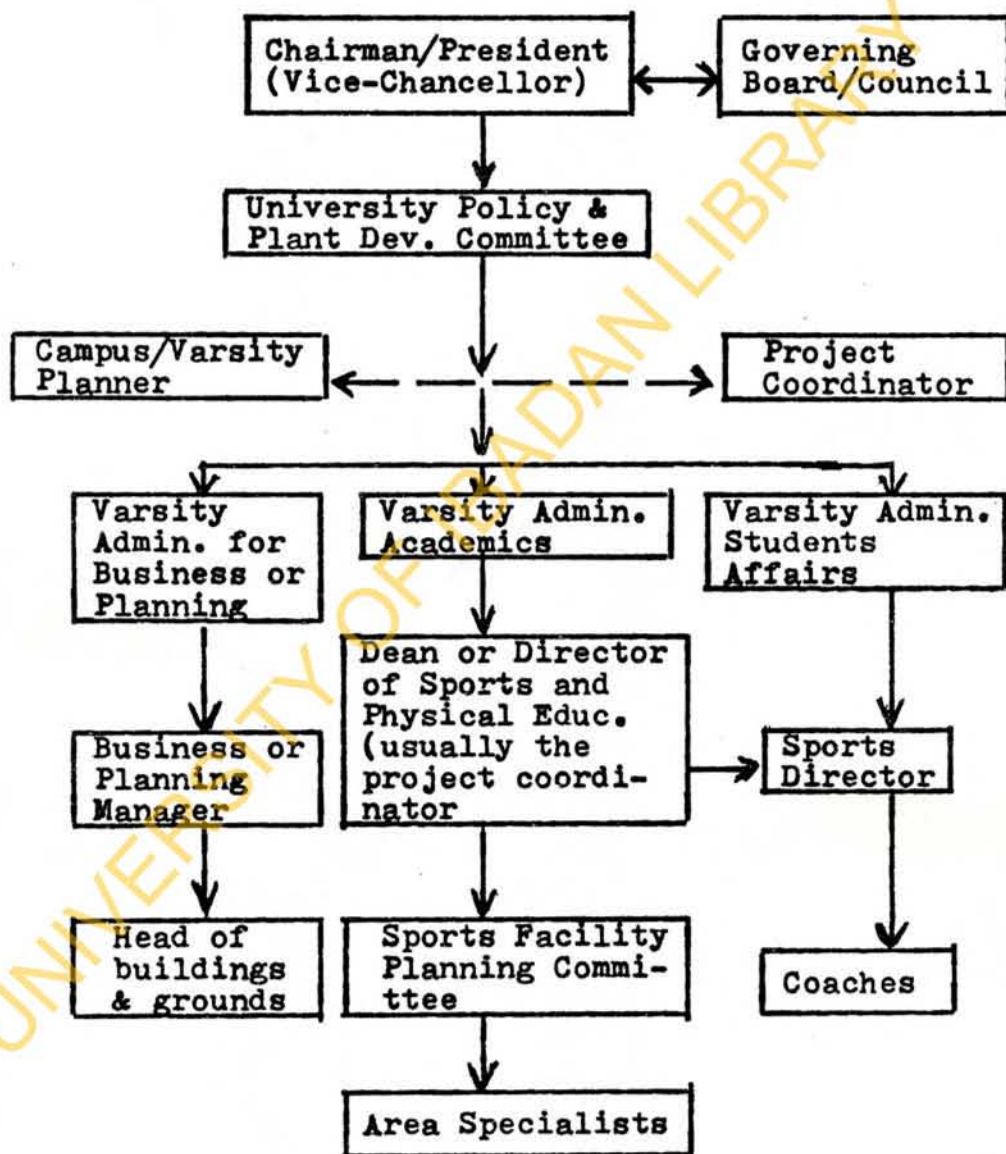 Chairman/President
(Vice-Chancellor)
Governing
Board/Council
University Policy &
Plant Dev. Committee
Campus/Varsity
Planner
Project
Coordinator
Varsity
Admin. for
Business or
Planning
Varsity Admin.
Academics
Varsity Admin.
Students
Affairs
Dean or Director
of Sports and
Physical Educ.
(usually the
project coordi-
nator
Business or
Planning
Manager
Sports
Director
Head of
buildings
& grounds
Sports Facility
Planning Commi-
ttee
Coaches
Area Specialists
UNIVERSITY OF IBADAN LIBRARY